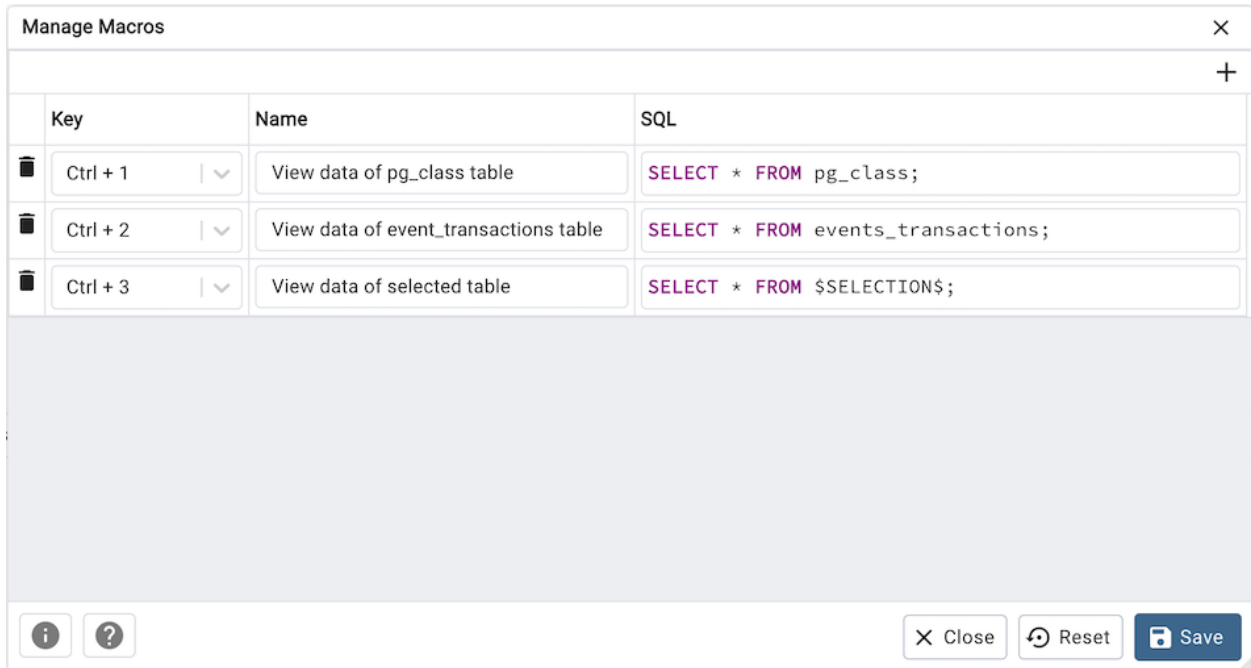 Manage Macros
Key Name SQL
Ctrl + 1 View data of pg_class table SELECT * FROM pg_class;
Ctrl + 2 View data of event_transactions table SELECT * FROM events_transactions;
Ctrl + 3 View data of selected table SELECT * FROM $SELECTION$;
Close Reset Save